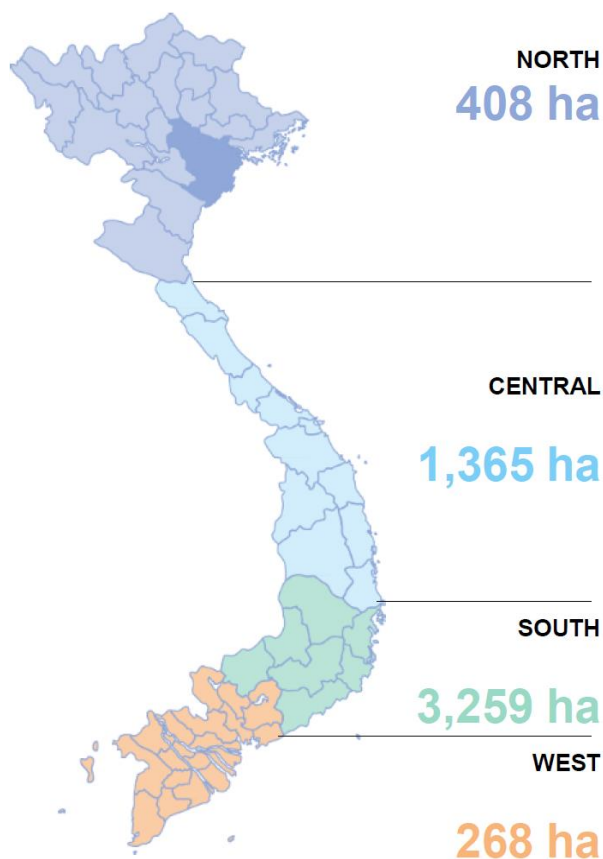 NORTH
408 ha
CENTRAL
1,365 ha
SOUTH
3,259 ha
WEST
268 ha